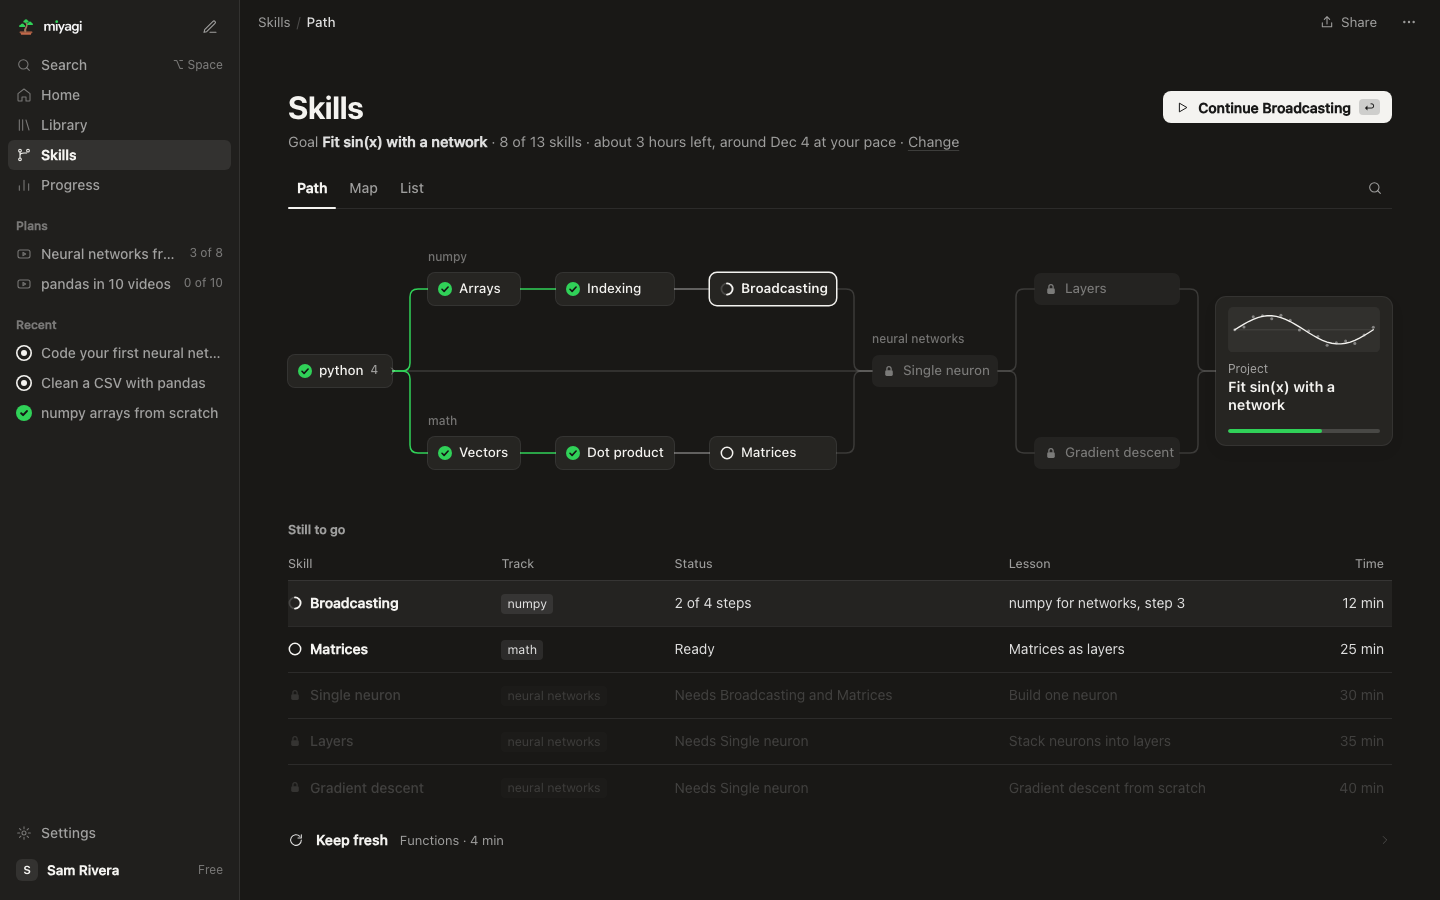 miyagi
Search ⌥ Space
Home
Library
Skills
Progress
Plans
Neural networks fr... 3 of 8
pandas in 10 videos 0 of 10
Recent
Code your first neural net...
Clean a CSV with pandas
numpy arrays from scratch
Settings
S Sam Rivera Free
Skills / Path
Share
Skills
Continue Broadcasting
Goal Fit sin(x) with a network · 8 of 13 skills · about 3 hours left, around Dec 4 at your pace · Change
Path Map List
numpy
Arrays Indexing Broadcasting
Layers
neural networks
python 4
Single neuron
Project
Fit sin(x) with a
network
math
Vectors Dot product Matrices
Gradient descent
Still to go
Skill Track Status Lesson Time
Broadcasting numpy 2 of 4 steps numpy for networks, step 3 12 min
Matrices math Ready Matrices as layers 25 min
Single neuron neural networks Needs Broadcasting and Matrices Build one neuron 30 min
Layers neural networks Needs Single neuron Stack neurons into layers 35 min
Gradient descent neural networks Needs Single neuron Gradient descent from scratch 40 min
Keep fresh Functions · 4 min